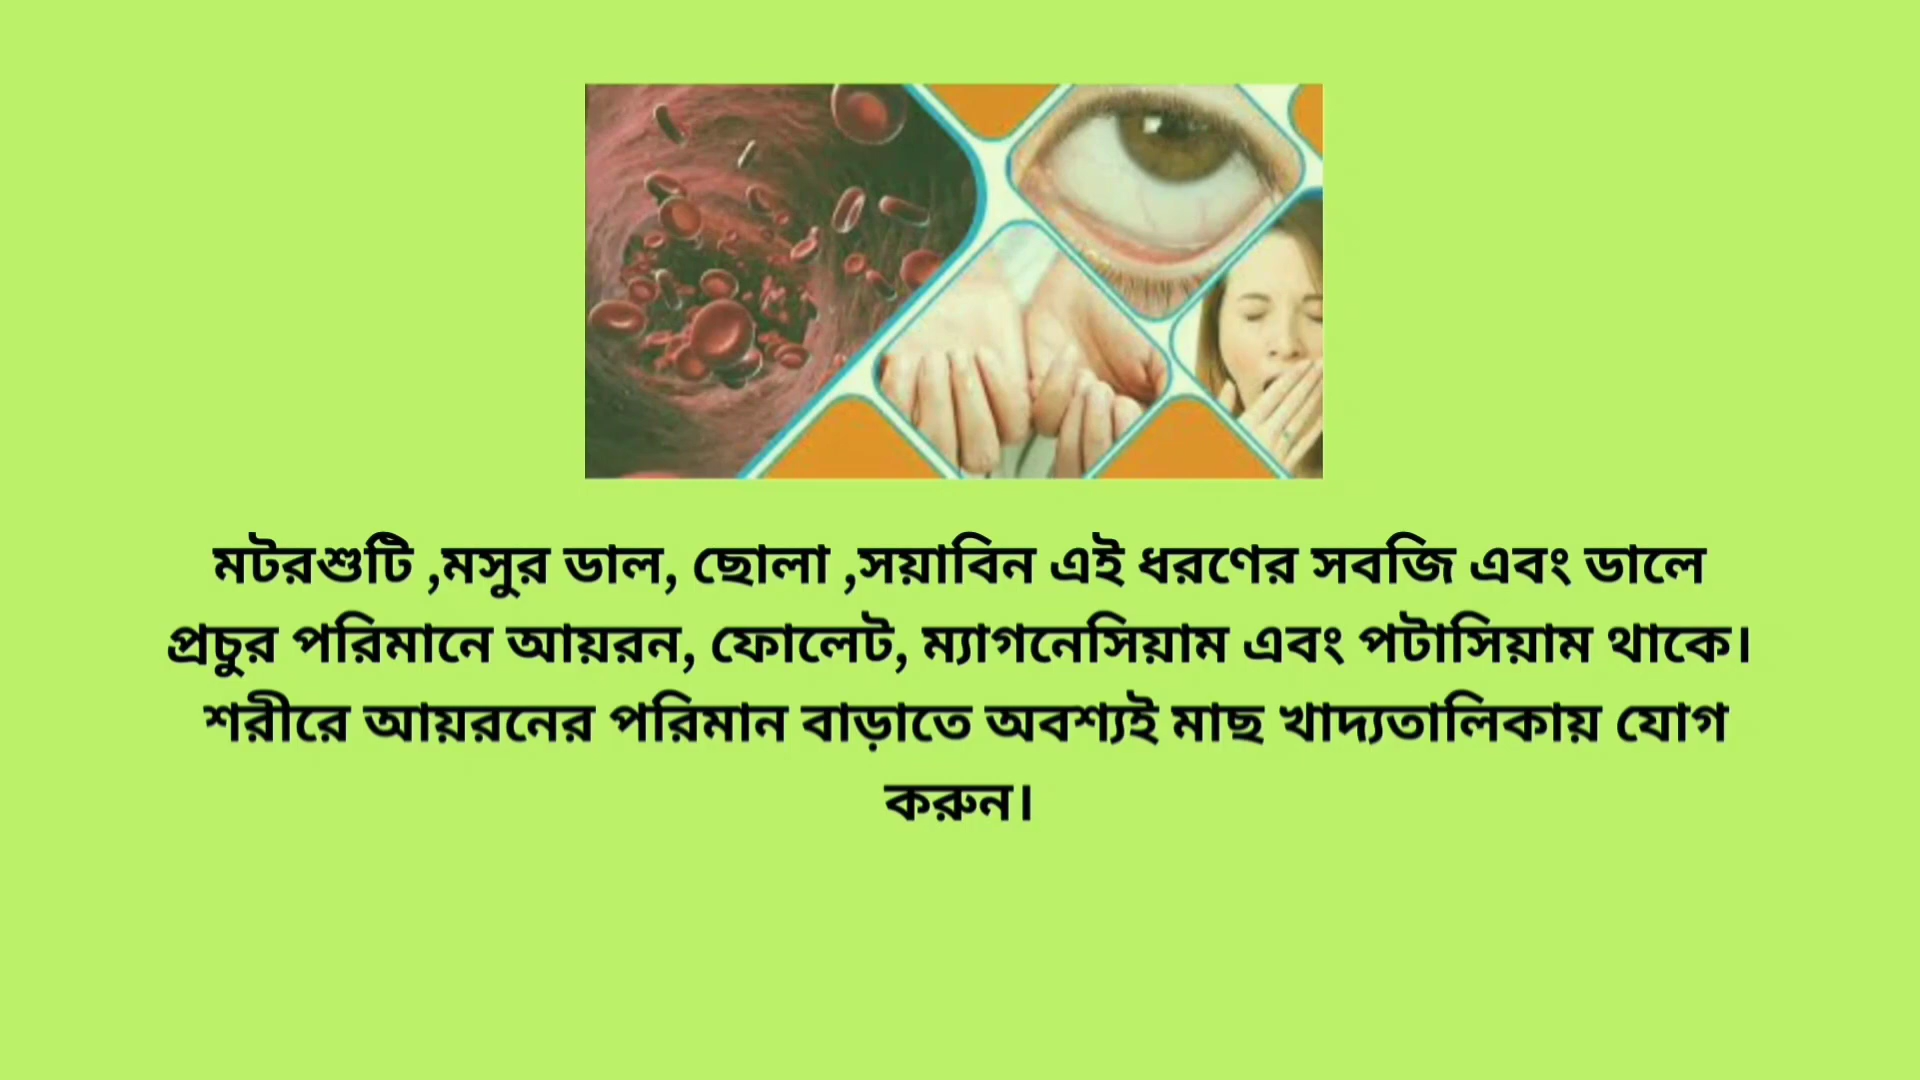 মটরশুটি ,মসুর ডাল, ছোলা ,সয়াবিন এই ধরণের সবজি এবং ডালে
প্রচুর পরিমানে আয়রন, ফোলেট, ম্যাগনেসিয়াম এবং পটাসিয়াম থাকে।
শরীরে আয়রনের পরিমান বাড়াতে অবশ্যই মাছ খাদ্যতালিকায় যোগ
করুন।